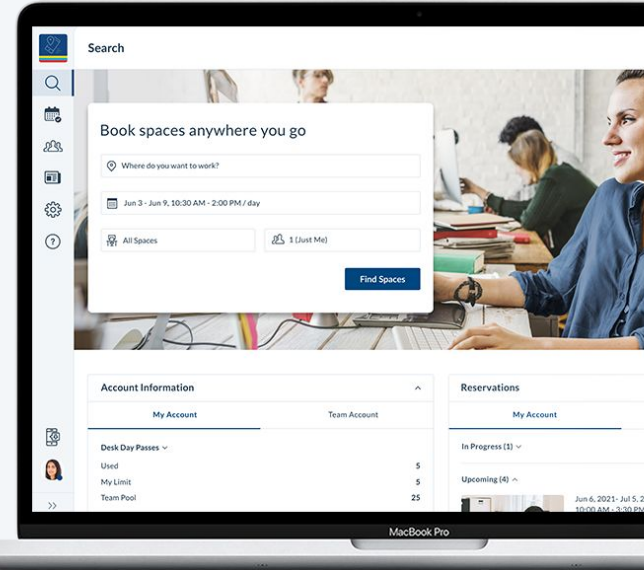 Search
Book spaces anywhere you go
Where do you want to work?
Jun 3 - Jun 9, 10:30 AM - 2:00 PM / day
All Spaces
1 (Just Me)
Find Spaces
Account Information
My Account
Team Account
Desk Day Passes
Used 5
My Limit 5
Team Pool 25
Reservations
My Account
In Progress (1)
Upcoming (4)
Jun 6, 2021- Jul 5, 2
10:00 AM - 3:30 PM
MacBook Pro